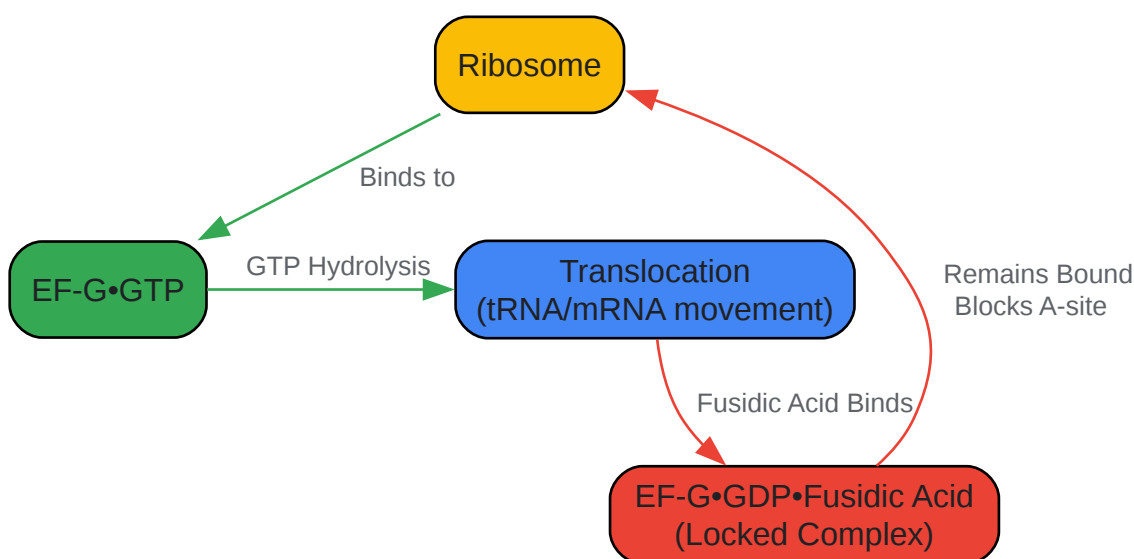 Ribosome
Binds to
EF-G•GTP
GTP Hydrolysis
Translocation
(tRNA/mRNA movement)
Remains Bound
Blocks A-site
Fusidic Acid Binds
EF-G•GDP•Fusidic Acid
(Locked Complex)